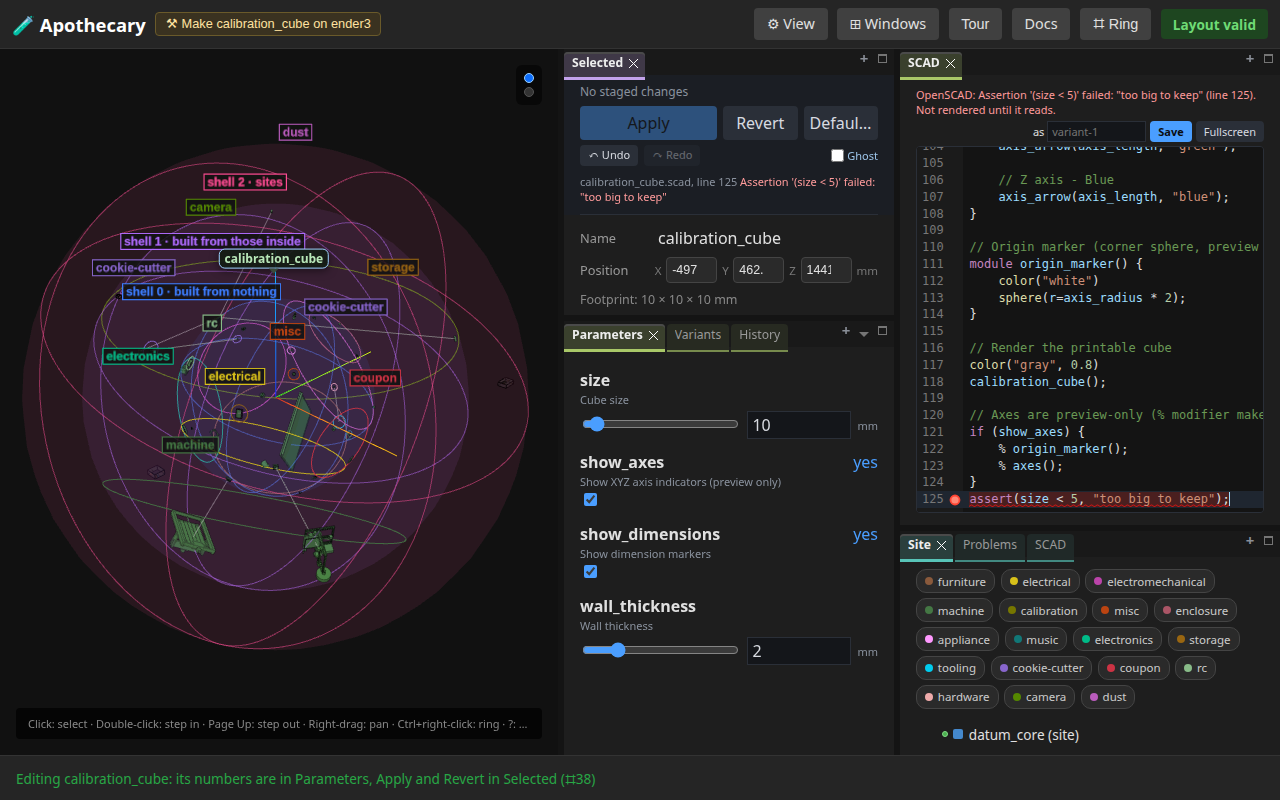 🧪 Apothecary
⚒ Make calibration_cube on ender3
⚙ View
⊞ Windows
Tour
Docs
⌗ Ring
Layout valid
dust
shell 2 · sites
camera
shell 1 · built from those inside
calibration_cube
cookie-cutter
storage
shell 0 · built from nothing
cookie-cutter
rc
misc
electronics
electrical
coupon
machine
Click: select · Double-click: step in · Page Up: step out · Right-drag: pan · Ctrl+right-click: ring · ?: ...
Selected
No staged changes
Apply
Revert
Defaul...
↶ Undo
↷ Redo
Ghost
calibration_cube.scad, line 125 Assertion '(size < 5)' failed:
"too big to keep"
Name calibration_cube
Position X -497 Y 462. Z 1441 mm
Footprint: 10 × 10 × 10 mm
Parameters
Variants
History
size
Cube size
10 mm
show_axes yes
Show XYZ axis indicators (preview only)
show_dimensions yes
Show dimension markers
wall_thickness
Wall thickness
2 mm
SCAD
OpenSCAD: Assertion '(size < 5)' failed: "too big to keep" (line 125).
Not rendered until it reads.
as variant-1 Save Fullscreen
104 axis_arrow(axis_length, "green");
105
106 // Z axis - Blue
107 axis_arrow(axis_length, "blue");
108 }
109
110 // Origin marker (corner sphere, preview
111 module origin_marker() {
112 color("white")
113 sphere(r=axis_radius * 2);
114 }
115
116 // Render the printable cube
117 color("gray", 0.8)
118 calibration_cube();
119
120 // Axes are preview-only (% modifier make
121 if (show_axes) {
122 % origin_marker();
123 % axes();
124 }
125 assert(size < 5, "too big to keep");
Site
Problems
SCAD
furniture
electrical
electromechanical
machine
calibration
misc
enclosure
appliance
music
electronics
storage
tooling
cookie-cutter
coupon
rc
hardware
camera
dust
datum_core (site)
Editing calibration_cube: its numbers are in Parameters, Apply and Revert in Selected (⌗38)